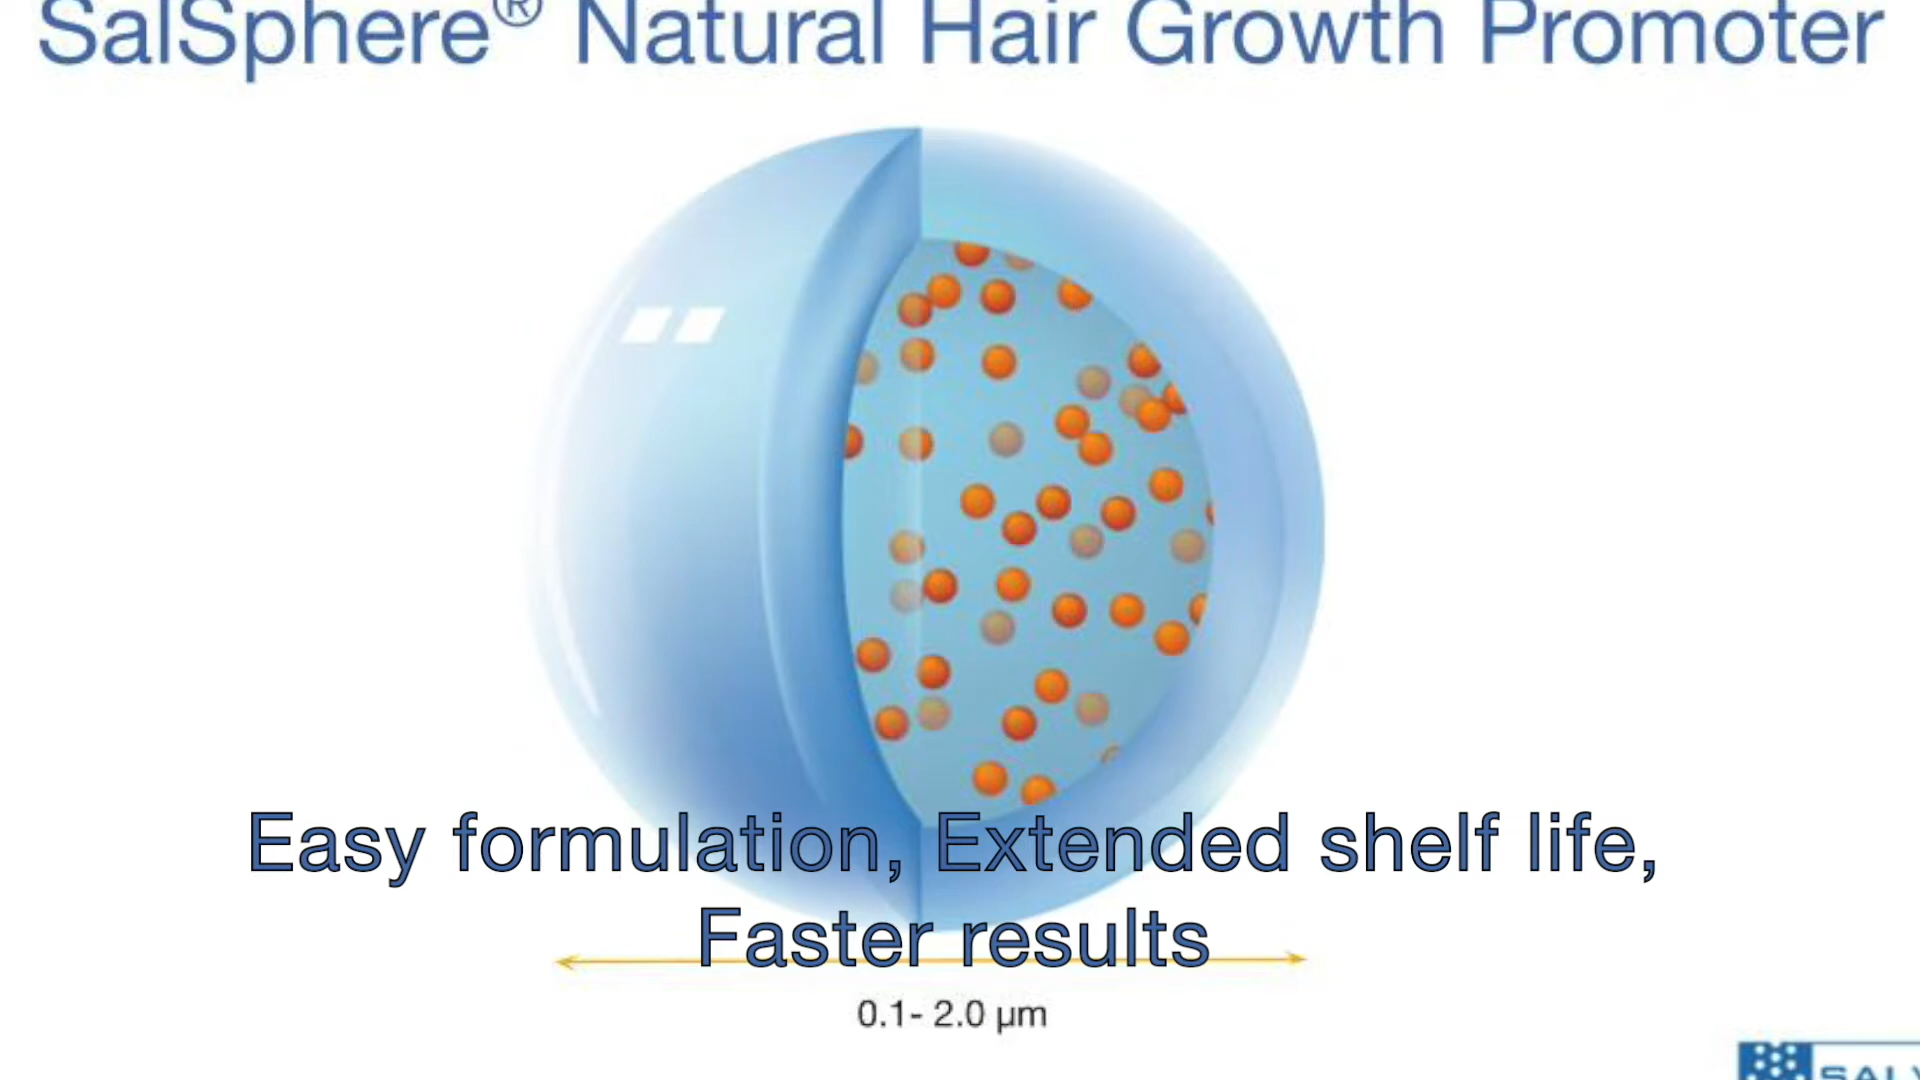 SalSphere® Natural Hair Growth Promoter
Easy formulation, Extended shelf life,
Faster results
0.1- 2.0 µm